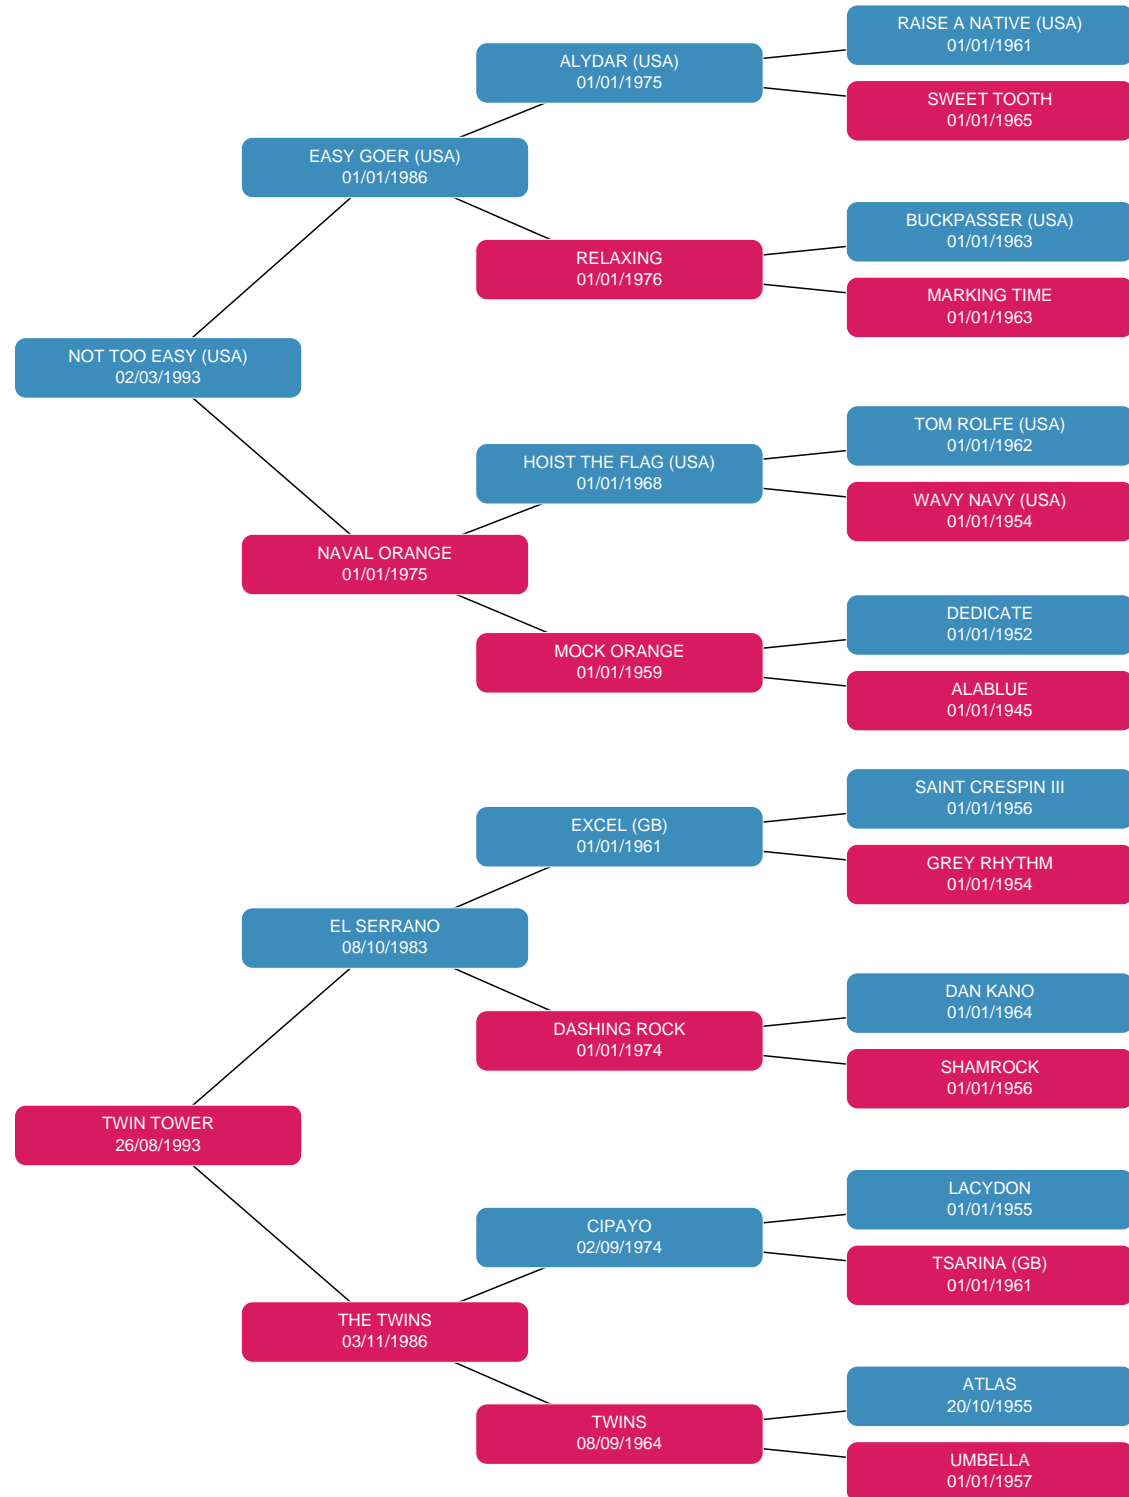 RAISE A NATIVE (USA)
01/01/1961
ALYDAR (USA)
01/01/1975
SWEET TOOTH
01/01/1965
EASY GOER (USA)
01/01/1986
BUCKPASSER (USA)
01/01/1963
RELAXING
01/01/1976
MARKING TIME
01/01/1963
NOT TOO EASY (USA)
02/03/1993
TOM ROLFE (USA)
01/01/1962
HOIST THE FLAG (USA)
01/01/1968
WAVY NAVY (USA)
01/01/1954
NAVAL ORANGE
01/01/1975
DEDICATE
01/01/1952
MOCK ORANGE
01/01/1959
ALABLUE
01/01/1945
SAINT CRESPIN III
01/01/1956
EXCEL (GB)
01/01/1961
GREY RHYTHM
01/01/1954
EL SERRANO
08/10/1983
DAN KANO
01/01/1964
DASHING ROCK
01/01/1974
SHAMROCK
01/01/1956
TWIN TOWER
26/08/1993
LACYDON
01/01/1955
CIPAYO
02/09/1974
TSARINA (GB)
01/01/1961
THE TWINS
03/11/1986
ATLAS
20/10/1955
TWINS
08/09/1964
UMBELLA
01/01/1957